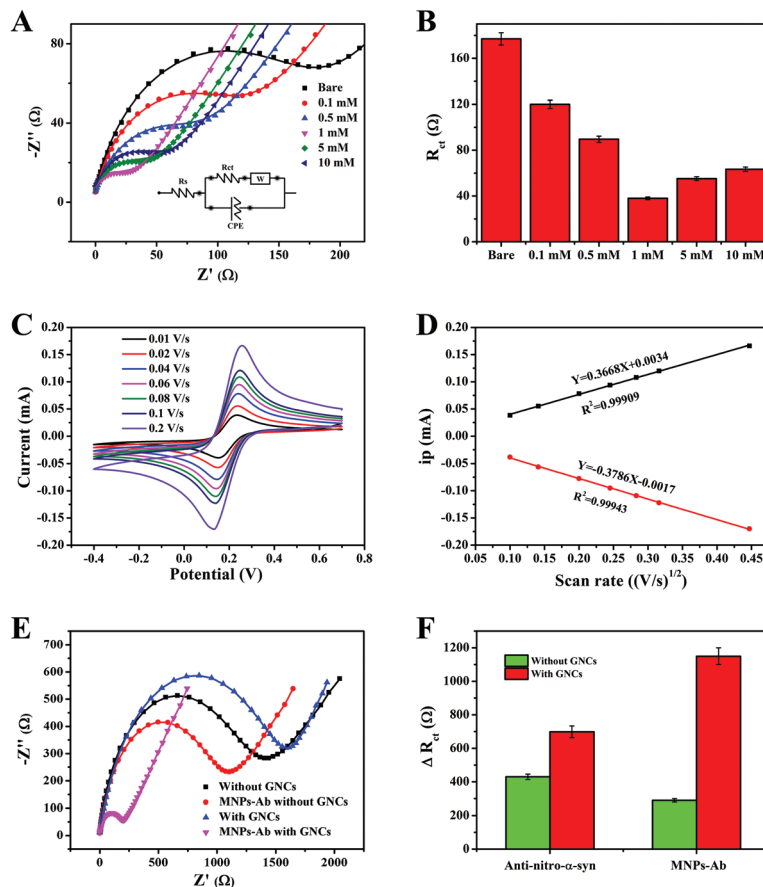 A
-Z'' (Ω)
80
40
0
0
50
100
150
200
Z' (Ω)
Bare
0.1 mM
0.5 mM
1 mM
5 mM
10 mM
Rs
Rct
W
CPE
B
Rct (Ω)
160
120
80
40
0
Bare
0.1 mM
0.5 mM
1 mM
5 mM
10 mM
C
Current (mA)
0.20
0.15
0.10
0.05
0.00
-0.05
-0.10
-0.15
0.20
-0.4
-0.2
0.0
0.2
0.4
0.6
0.8
Potential (V)
0.01 V/s
0.02 V/s
0.04 V/s
0.06 V/s
0.08 V/s
0.1 V/s
0.2 V/s
D
ip (mA)
0.20
0.15
0.10
0.05
0.00
-0.05
-0.10
-0.15
0.20
0.05
0.10
0.15
0.20
0.25
0.30
0.35
0.40
0.45
Scan rate ((V/s)^1/2)
Y=0.3668X+0.0034
R²=0.99909
Y=-0.3786X-0.0017
R²=0.99943
E
-Z'' (Ω)
700
600
500
400
300
200
100
0
0
500
1000
1500
2000
Z' (Ω)
Without GNCs
MNPs-Ab without GNCs
With GNCs
MNPs-Ab with GNCs
F
Δ Rct (Ω)
1200
1000
800
600
400
200
0
Without GNCs
With GNCs
Anti-nitro-α-syn
MNPs-Ab